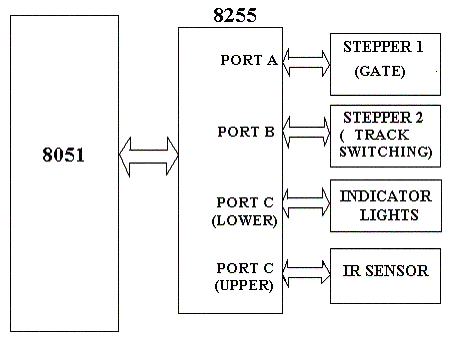 8255
8051
PORT A
STEPPER 1
(GATE)
PORT B
STEPPER 2
( TRACK
SWITCHING)
PORT C
(LOWER)
INDICATOR
LIGHTS
PORT C
(UPPER)
IR SENSOR